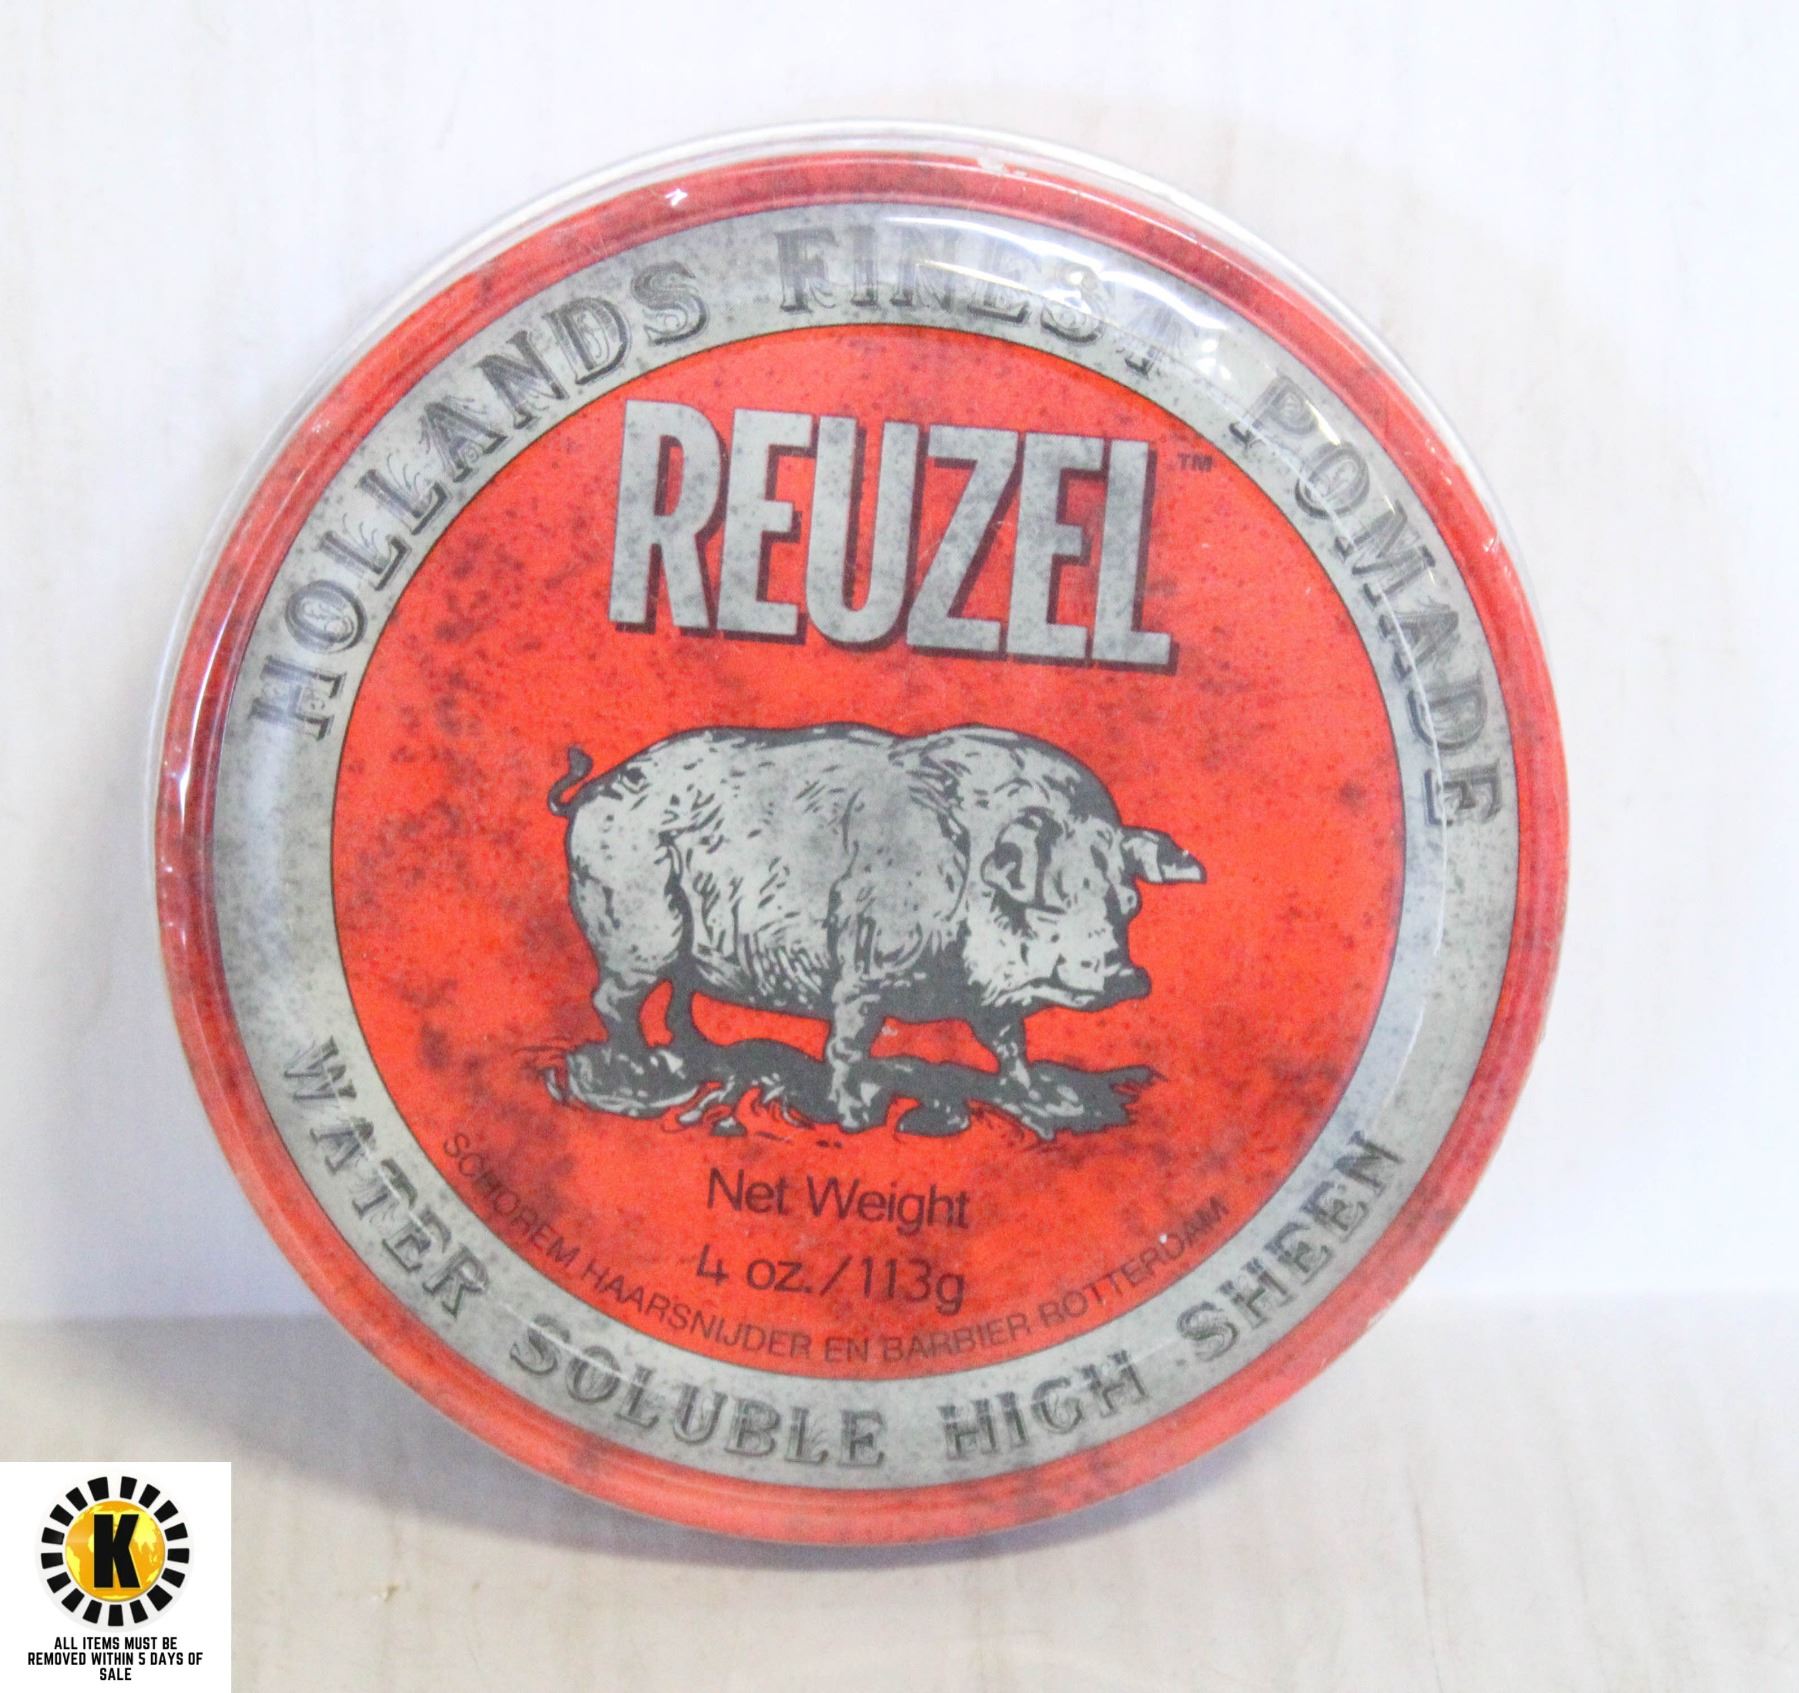 HOLLANDS FINEST POMADE
REUZEL™
Net Weight
4 oz./113g
SCHOREM HAARSNIJDER EN BARBIER ROTTERDAM
WATER SOLUBLE HIGH SHEEN
K
ALL ITEMS MUST BE
REMOVED WITHIN 5 DAYS OF
SALE